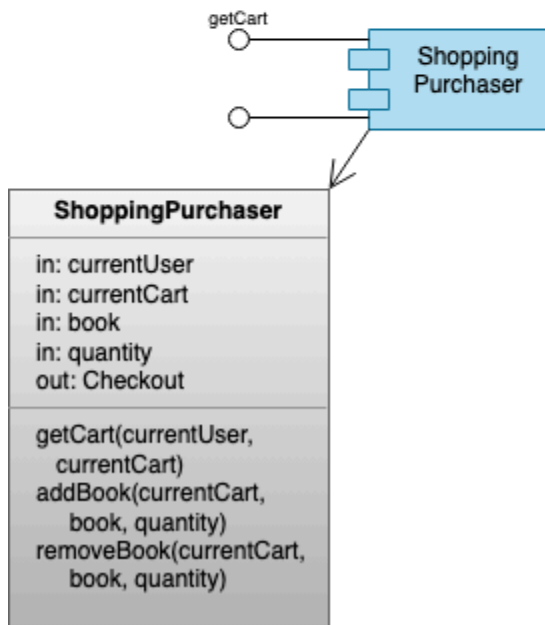 getCart
Shopping
Purchaser
ShoppingPurchaser
in: currentUser
in: currentCart
in: book
in: quantity
out: Checkout
getCart(currentUser,
currentCart)
addBook(currentCart,
book, quantity)
removeBook(currentCart,
book, quantity)